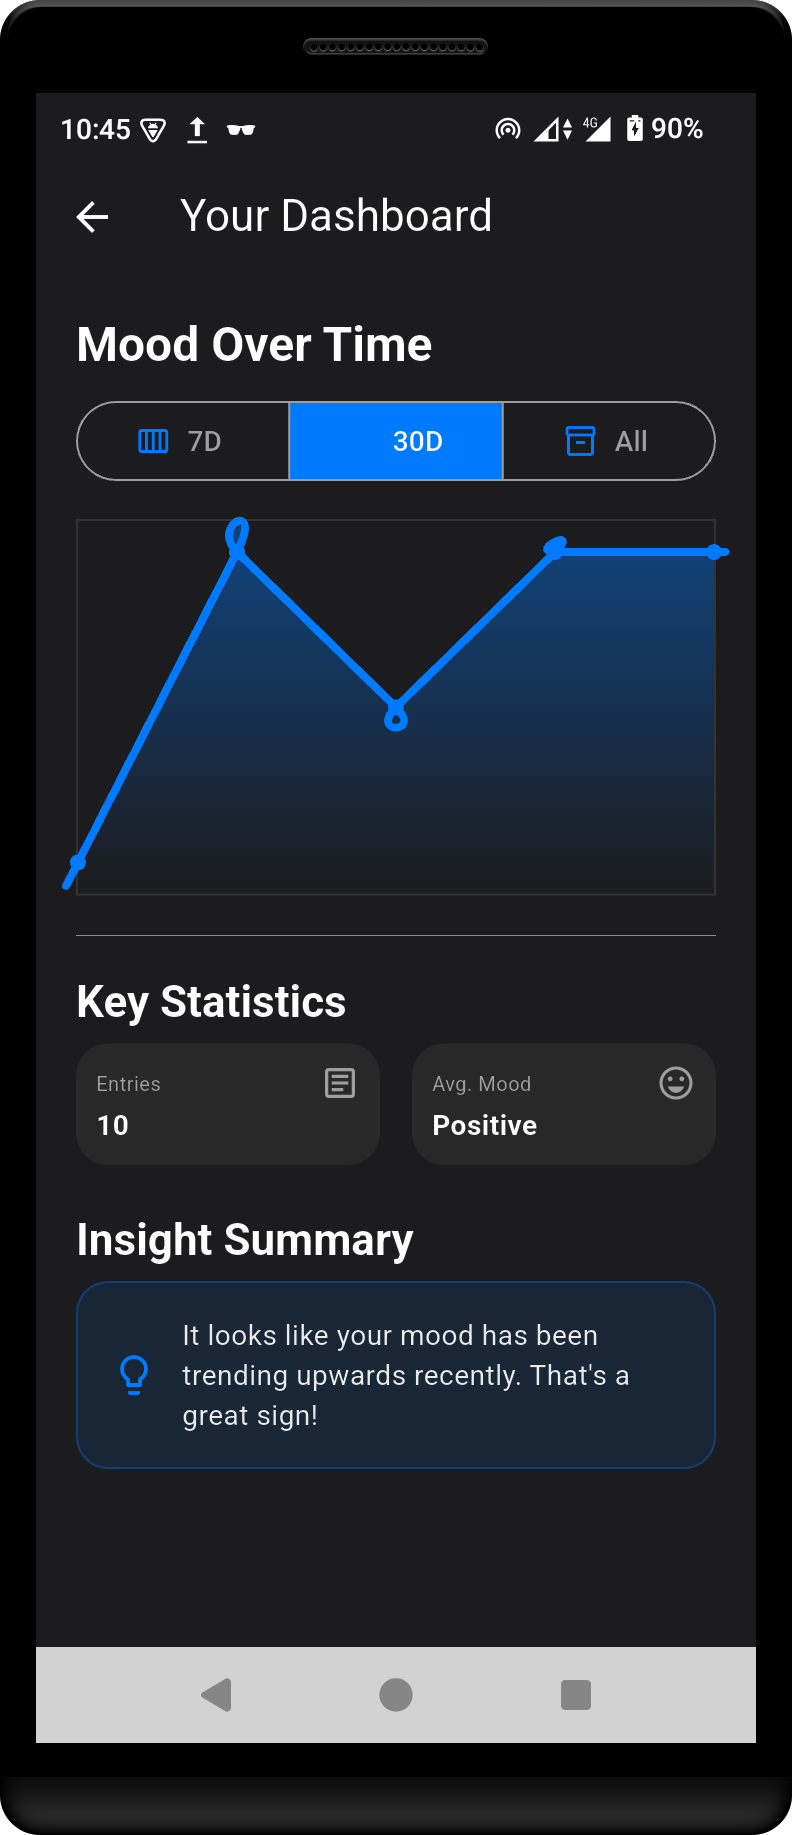 10:45 4G 90%
Your Dashboard
Mood Over Time
7D 30D All
Key Statistics
Entries Avg. Mood
10 Positive
Insight Summary
It looks like your mood has been
trending upwards recently. That's a
great sign!